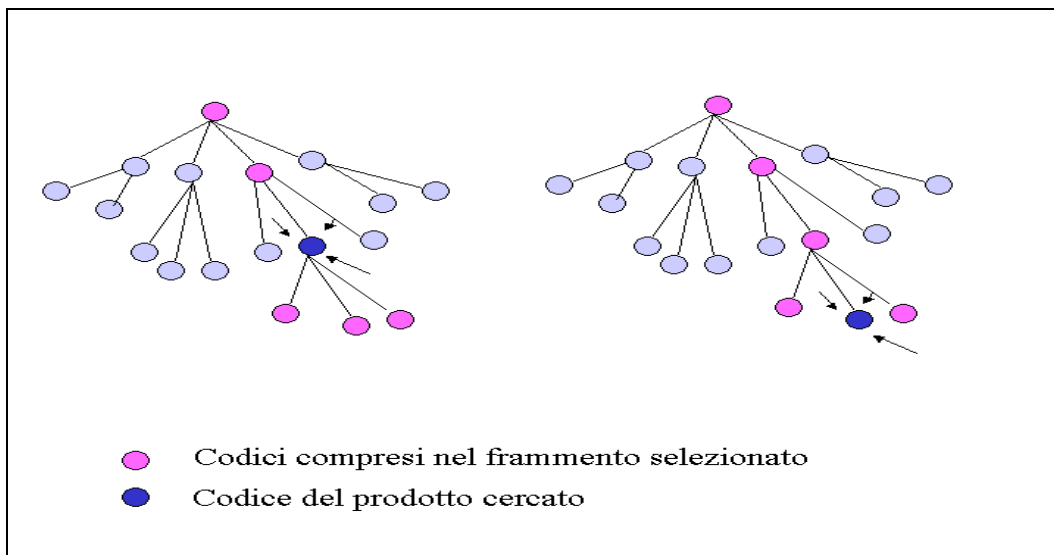 Codici compresi nel frammento selezionato
Codice del prodotto cercato